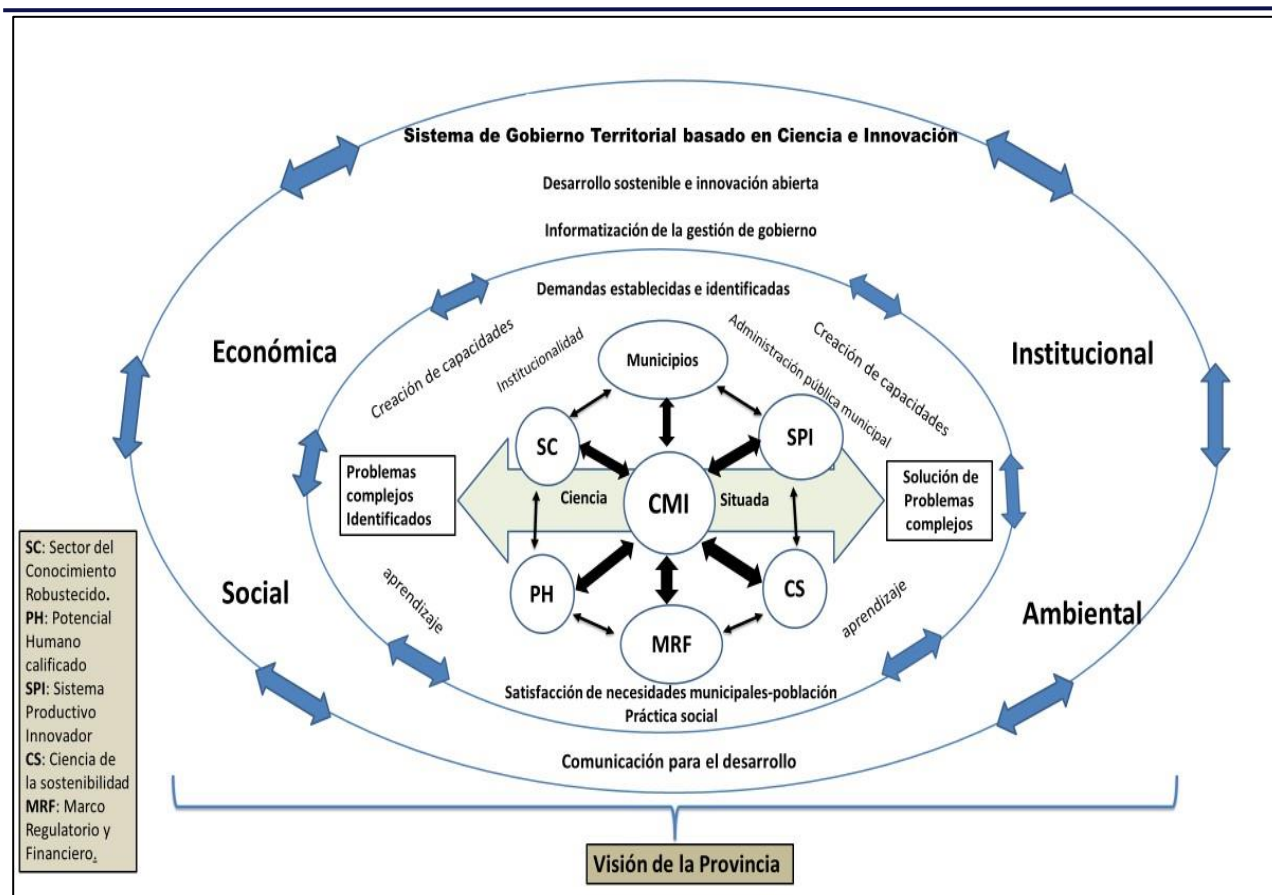 Sistema de Gobierno Territorial basado en Ciencia e Innovación
Desarrollo sostenible e innovación abierta
Informatización de la gestión de gobierno
Demandas establecidas e identificadas
Económica
Institucional
Creación de capacidades
Institucionalidad
Municipios
Administración pública municipal
Creación de capacidades
SC
SPI
Problemas
complejos
Identificados
Ciencia
CMI
Situada
Solución de
Problemas
complejos
Social
aprendizaje
PH
MRF
CS
aprendizaje
Ambiental
Satisfacción de necesidades municipales-población
Práctica social
Comunicación para el desarrollo
SC: Sector del
Conocimiento
Robustecido.
PH: Potencial
Humano
calificado
SPI: Sistema
Productivo
Innovador
CS: Ciencia de
la sostenibilidad
MRF: Marco
Regulatorio y
Financiero.
Visión de la Provincia